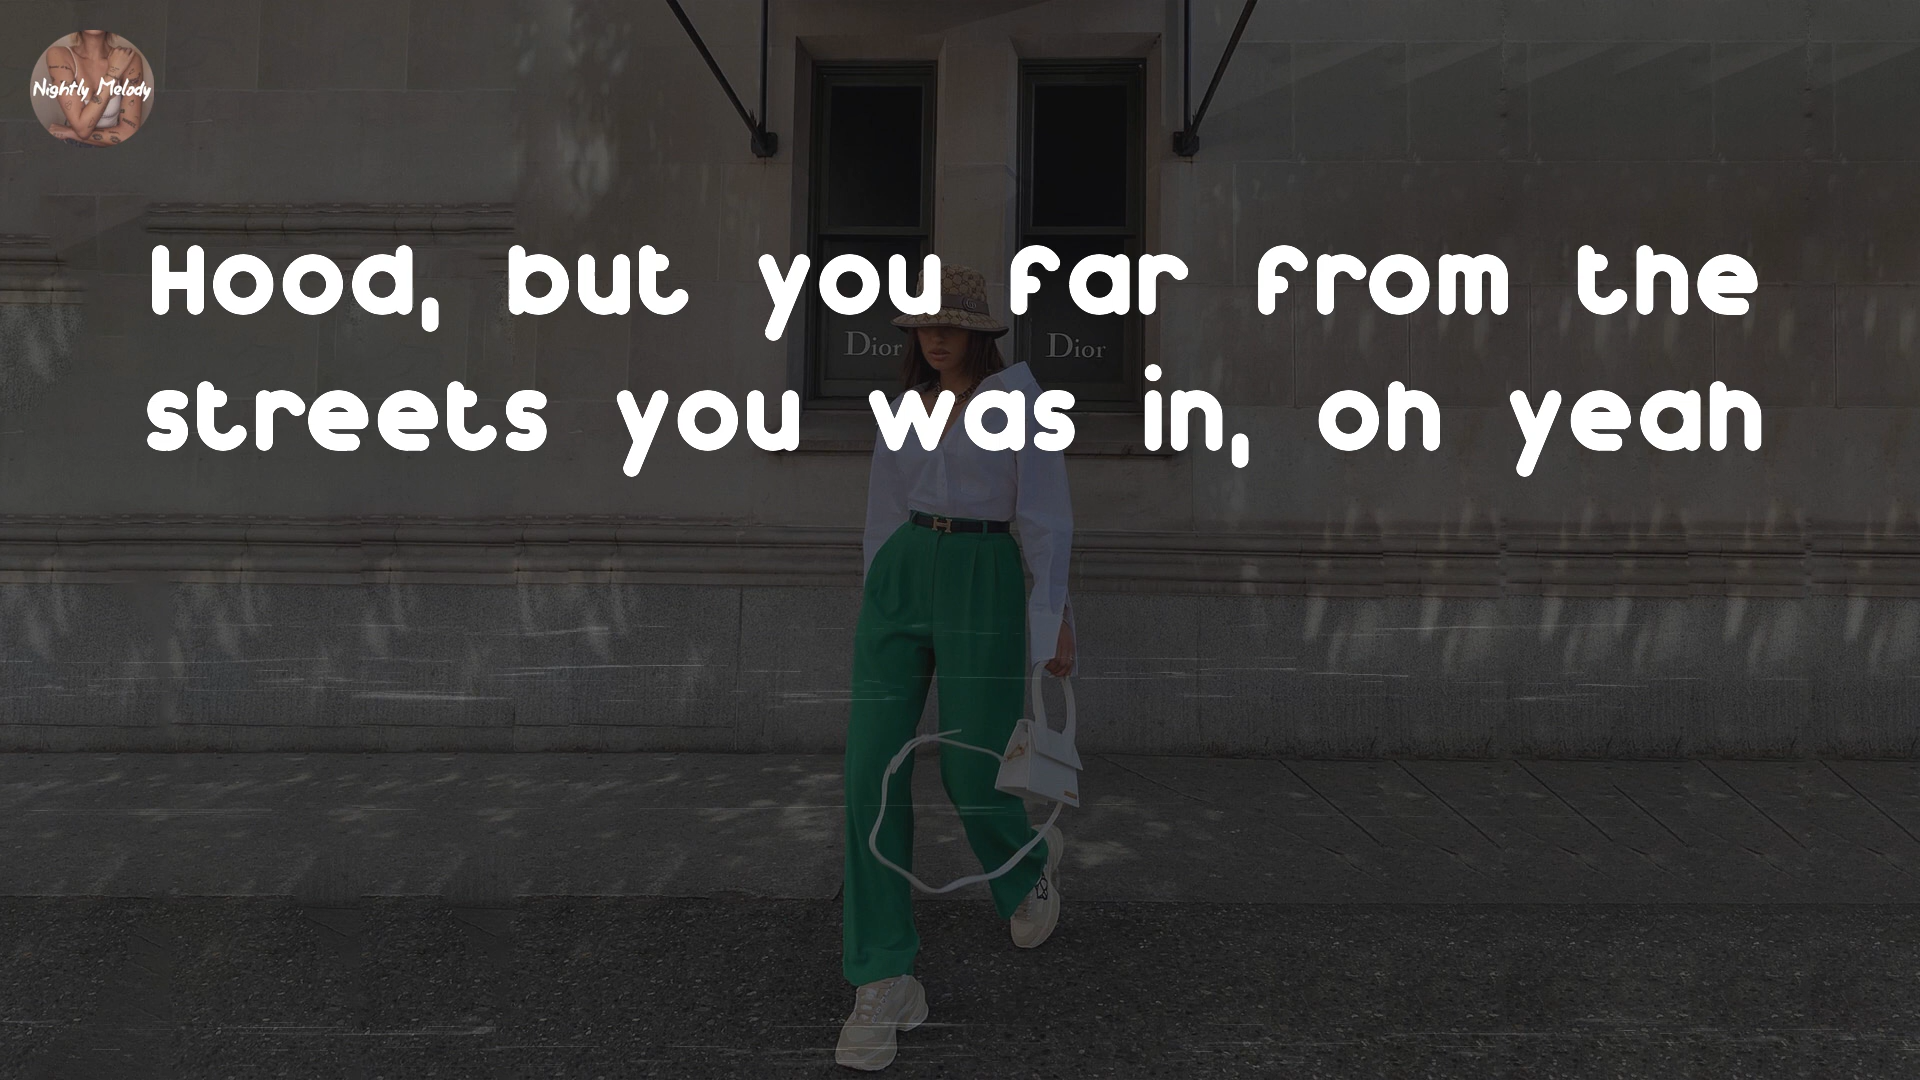 Nightly Melody
Hood, but you far from the
Dior
Dior
streets you was in, oh yeah